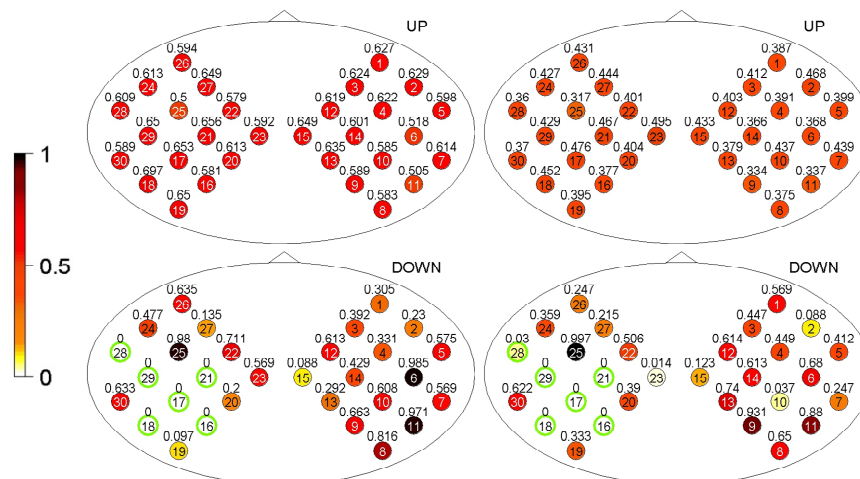 UP
0.594
26
0.613 0.649
24 27
0.609 0.5 0.579
28 25 22
0.65 0.656 0.592
29 21 23
0.589 0.653 0.613
30 17 20
0.697 0.581
18 16
0.65
19
0.627
1
0.624 0.629
3 2
0.619 0.622 0.598
12 4 5
0.649 0.601 0.518
15 14 6
0.635 0.585 0.614
13 10 7
0.589 0.505
9 11
0.583
8
UP
0.431
26
0.427 0.444
24 27
0.36 0.317 0.401
28 25 22
0.429 0.467 0.495
29 21 23
0.37 0.476 0.404
30 17 20
0.452 0.377
18 16
0.395
19
0.387
1
0.412 0.468
3 2
0.403 0.391 0.399
12 4 5
0.433 0.366 0.368
15 14 6
0.379 0.437 0.439
13 10 7
0.334 0.337
9 11
0.375
8
1
0.5
0
DOWN
0.635
26
0.477 0.135
24 27
0 0.98 0.711
28 25 22
0 0 0.569
29 21 23
0.633 0 0.2
30 17 20
0 0
18 16
0.097
19
0.305
1
0.392 0.23
3 2
0.613 0.331 0.575
12 4 5
0.088 0.429 0.985
15 14 6
0.292 0.608 0.569
13 10 7
0.663 0.971
9 11
0.816
8
DOWN
0.247
26
0.359 0.215
24 27
0.03 0.997 0.506
28 25 22
0 0 0.014
29 21 23
0.622 0 0.39
30 17 20
0 0
18 16
0.333
19
0.569
1
0.447 0.088
3 2
0.614 0.449 0.412
12 4 5
0.123 0.613 0.68
15 14 6
0.74 0.037 0.247
13 10 7
0.931 0.88
9 11
0.65
8